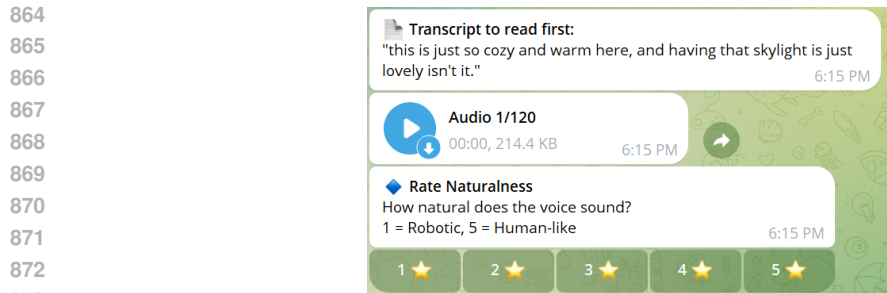 864
865
866
867
868
869
870
871
872
Transcript to read first:
"this is just so cozy and warm here, and having that skylight is just
lovely isn't it."
6:15 PM
Audio 1/120
00:00, 214.4 KB
6:15 PM
Rate Naturalness
How natural does the voice sound?
1 = Robotic, 5 = Human-like
6:15 PM
1 ⭐ 2 ⭐ 3 ⭐ 4 ⭐ 5 ⭐